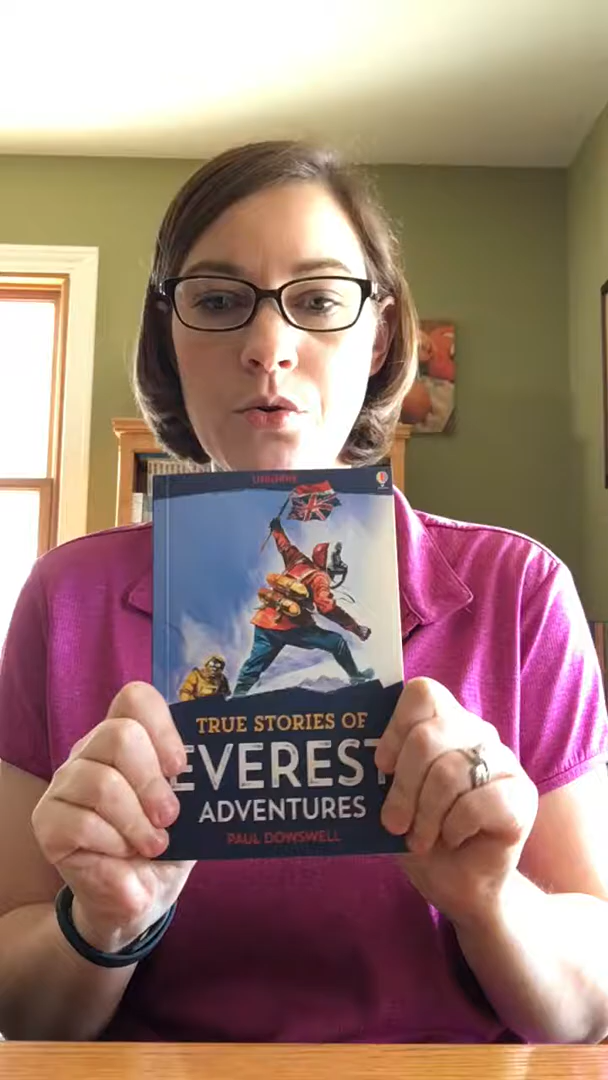 USBORNE
TRUE STORIES OF
EVEREST
ADVENTURES
PAUL DOWSWELL